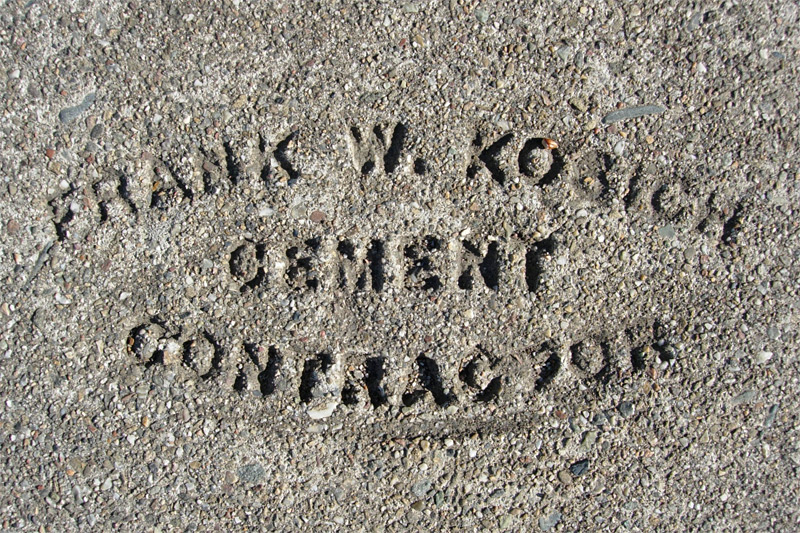 FRANK W.
CEMENT
CONTRACTOR